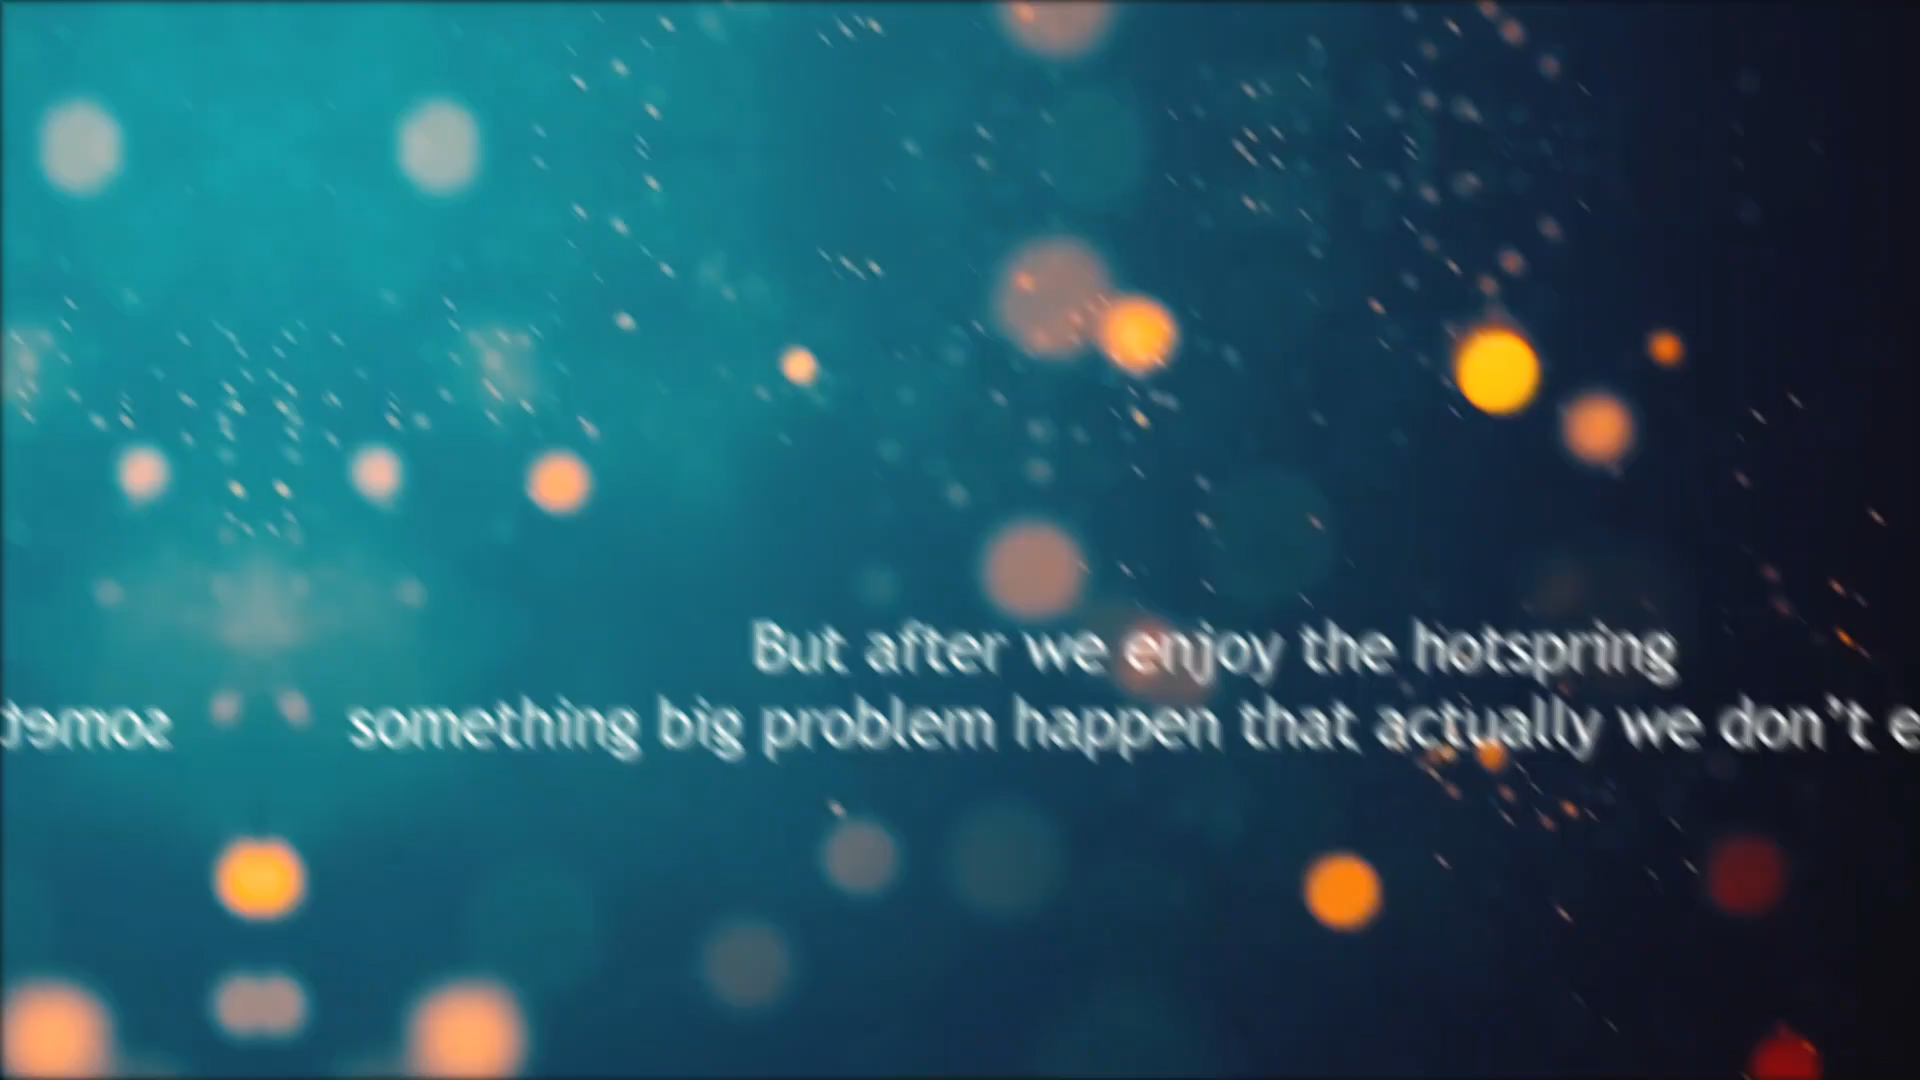 But after we enjoy the hotspring
something big problem happen that actually we don't e